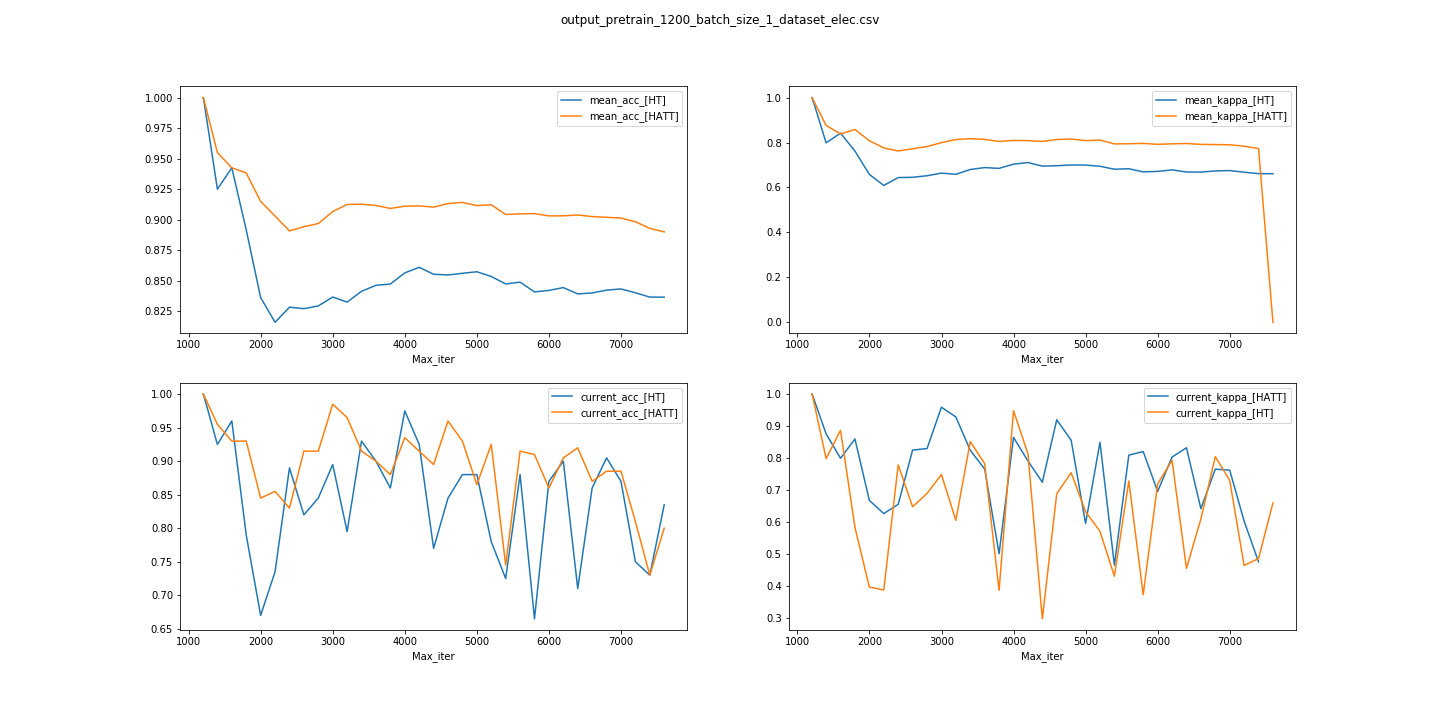 output_pretrain_1200_batch_size_1_dataset_elec.csv
mean_acc_[HT]
mean_acc_[HATT]
1.000
0.975
0.950
0.925
0.900
0.875
0.850
0.825
1000 2000 3000 4000 5000 6000 7000
Max_iter
mean_kappa_[HT]
mean_kappa_[HATT]
1.0
0.8
0.6
0.4
0.2
0.0
1000 2000 3000 4000 5000 6000 7000
Max_iter
current_acc_[HT]
current_acc_[HATT]
1.00
0.95
0.90
0.85
0.80
0.75
0.70
0.65
1000 2000 3000 4000 5000 6000 7000
Max_iter
current_kappa_[HATT]
current_kappa_[HT]
1.0
0.9
0.8
0.7
0.6
0.5
0.4
0.3
1000 2000 3000 4000 5000 6000 7000
Max_iter